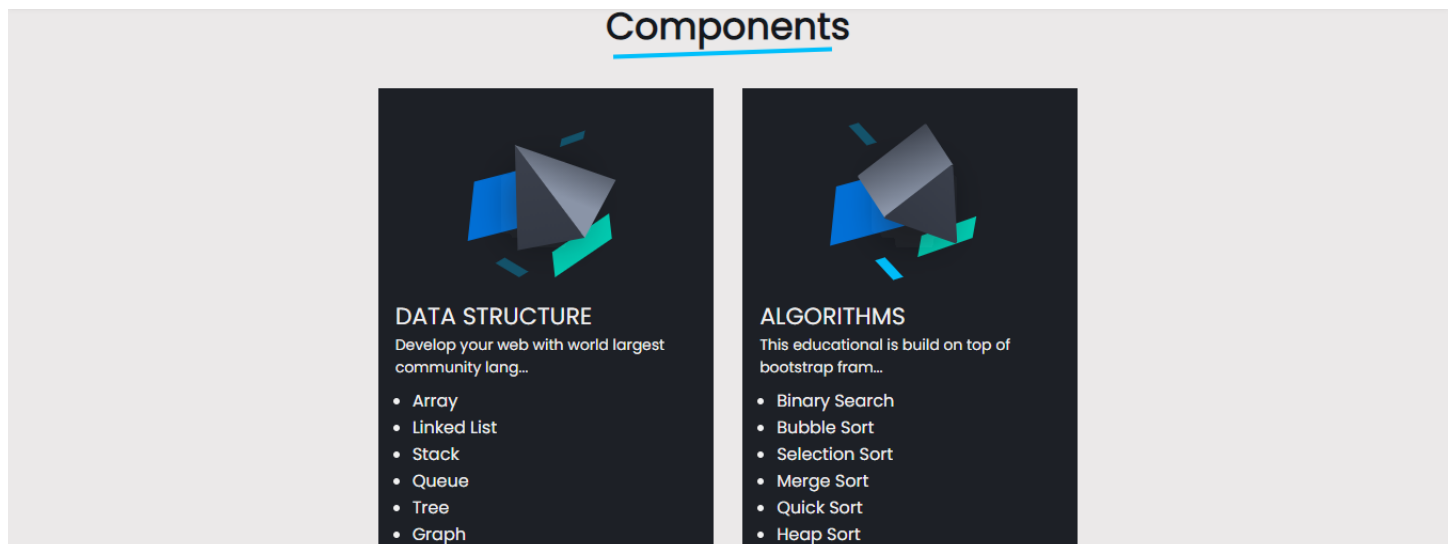 Components
DATA STRUCTURE
Develop your web with world largest
community lang...
Array
Linked List
Stack
Queue
Tree
Graph
ALGORITHMS
This educational is build on top of
bootstrap fram...
Binary Search
Bubble Sort
Selection Sort
Merge Sort
Quick Sort
Heap Sort